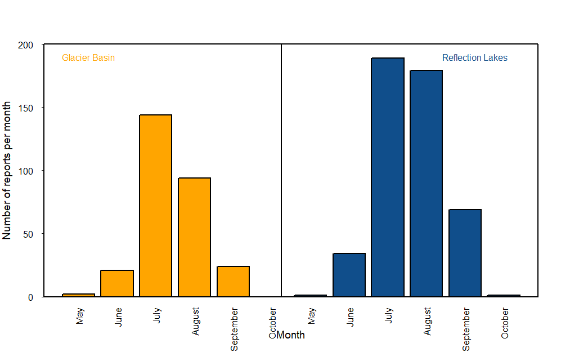 Glacier Basin
Reflection Lakes
Number of reports per month
200
150
100
50
0
May
June
July
August
September
October
May
June
July
August
September
October
Month